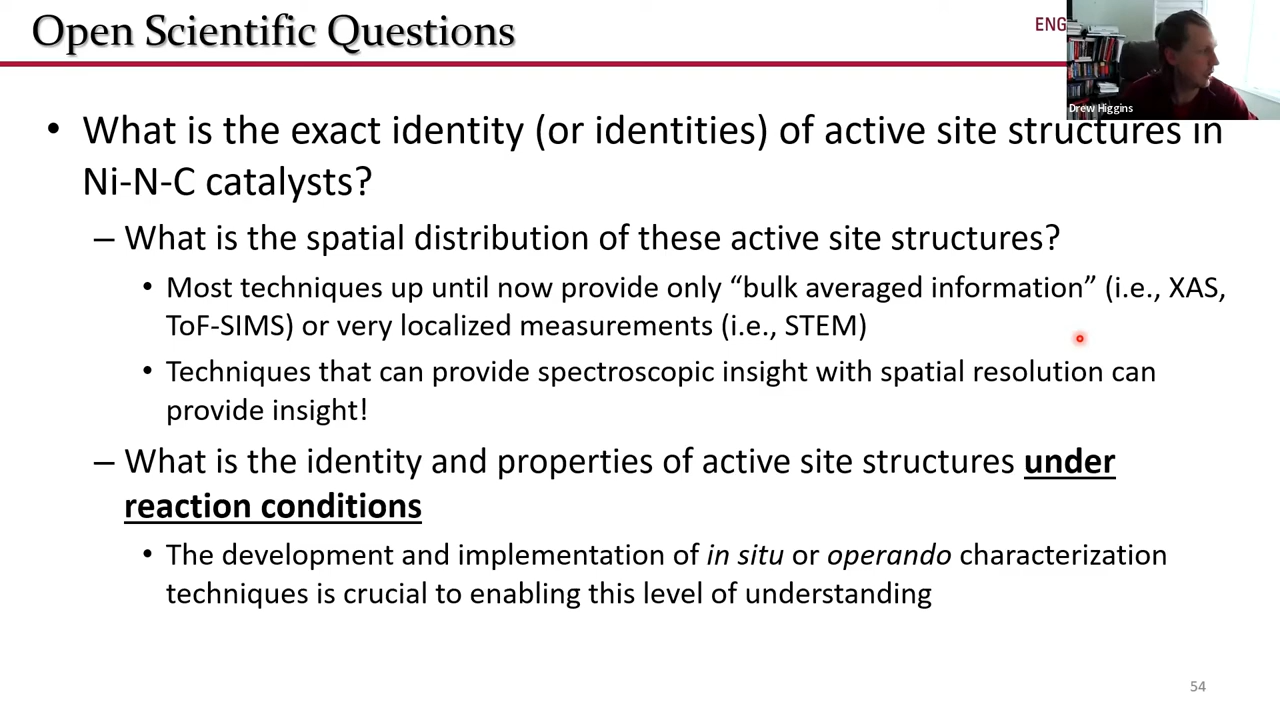 Open Scientific Questions
ENG
Drew Higgins
• What is the exact identity (or identities) of active site structures in
Ni-N-C catalysts?
– What is the spatial distribution of these active site structures?
• Most techniques up until now provide only “bulk averaged information” (i.e., XAS,
ToF-SIMS) or very localized measurements (i.e., STEM)
• Techniques that can provide spectroscopic insight with spatial resolution can
provide insight!
– What is the identity and properties of active site structures under
reaction conditions
• The development and implementation of in situ or operando characterization
techniques is crucial to enabling this level of understanding
54